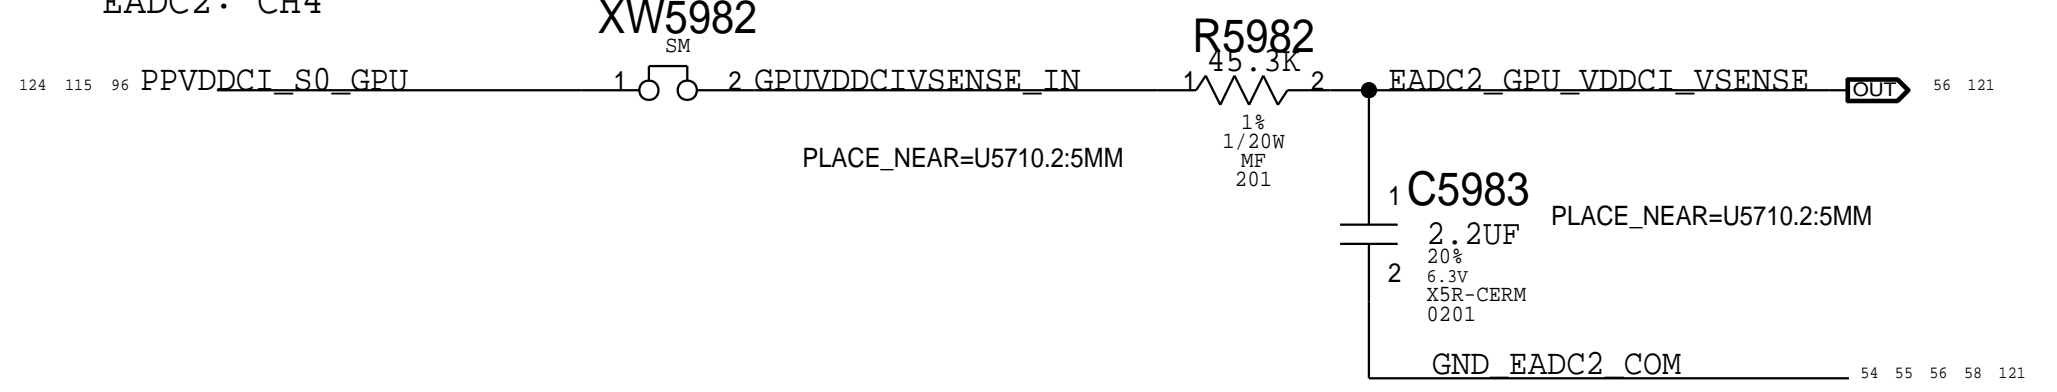 EADC2: CH4
XW5982
SM
124 115 96 PPVDDCI_S0_GPU 1 2 GPUVDDCIVSENSE_IN
R5982
45.3K
1 2
1%
1/20W
MF
201
EADC2_GPU_VDDCI_VSENSE OUT 56 121
PLACE_NEAR=U5710.2:5MM
1 C5983
2.2UF
20%
2 6.3V
X5R-CERM
0201
PLACE_NEAR=U5710.2:5MM
GND_EADC2_COM 54 55 56 58 121